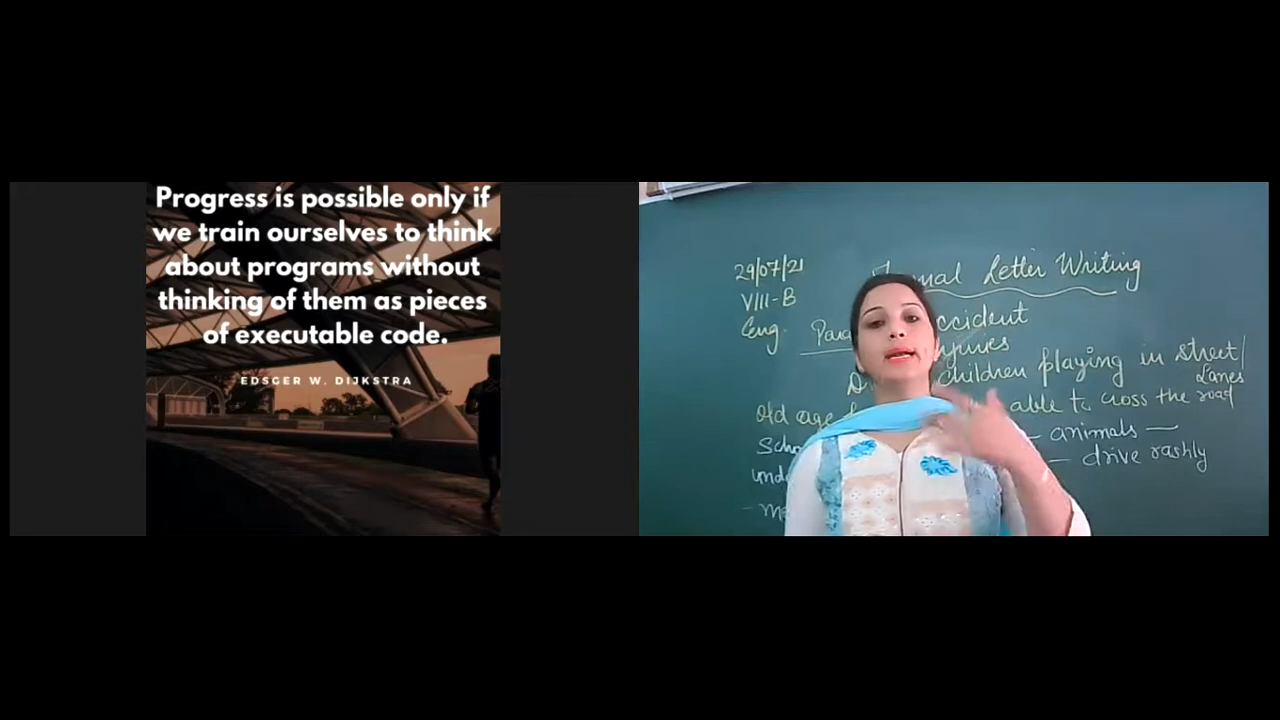 Progress is possible only if
we train ourselves to think
about programs without
thinking of them as pieces
of executable code.
EDSGER W. DIJKSTRA
29/07/21
VIII-B
Eng.
Letter Writing
children playing in street/
Lanes
old age
able to cross the road
animals —
— drive rashly